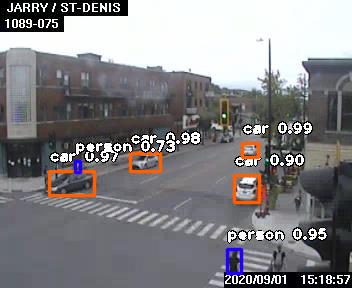 JARRY / ST-DENIS
1089-075
car 0.98
car 0.99
person 0.73
car 0.97
car 0.90
person 0.95
2020/09/01 15:18:57